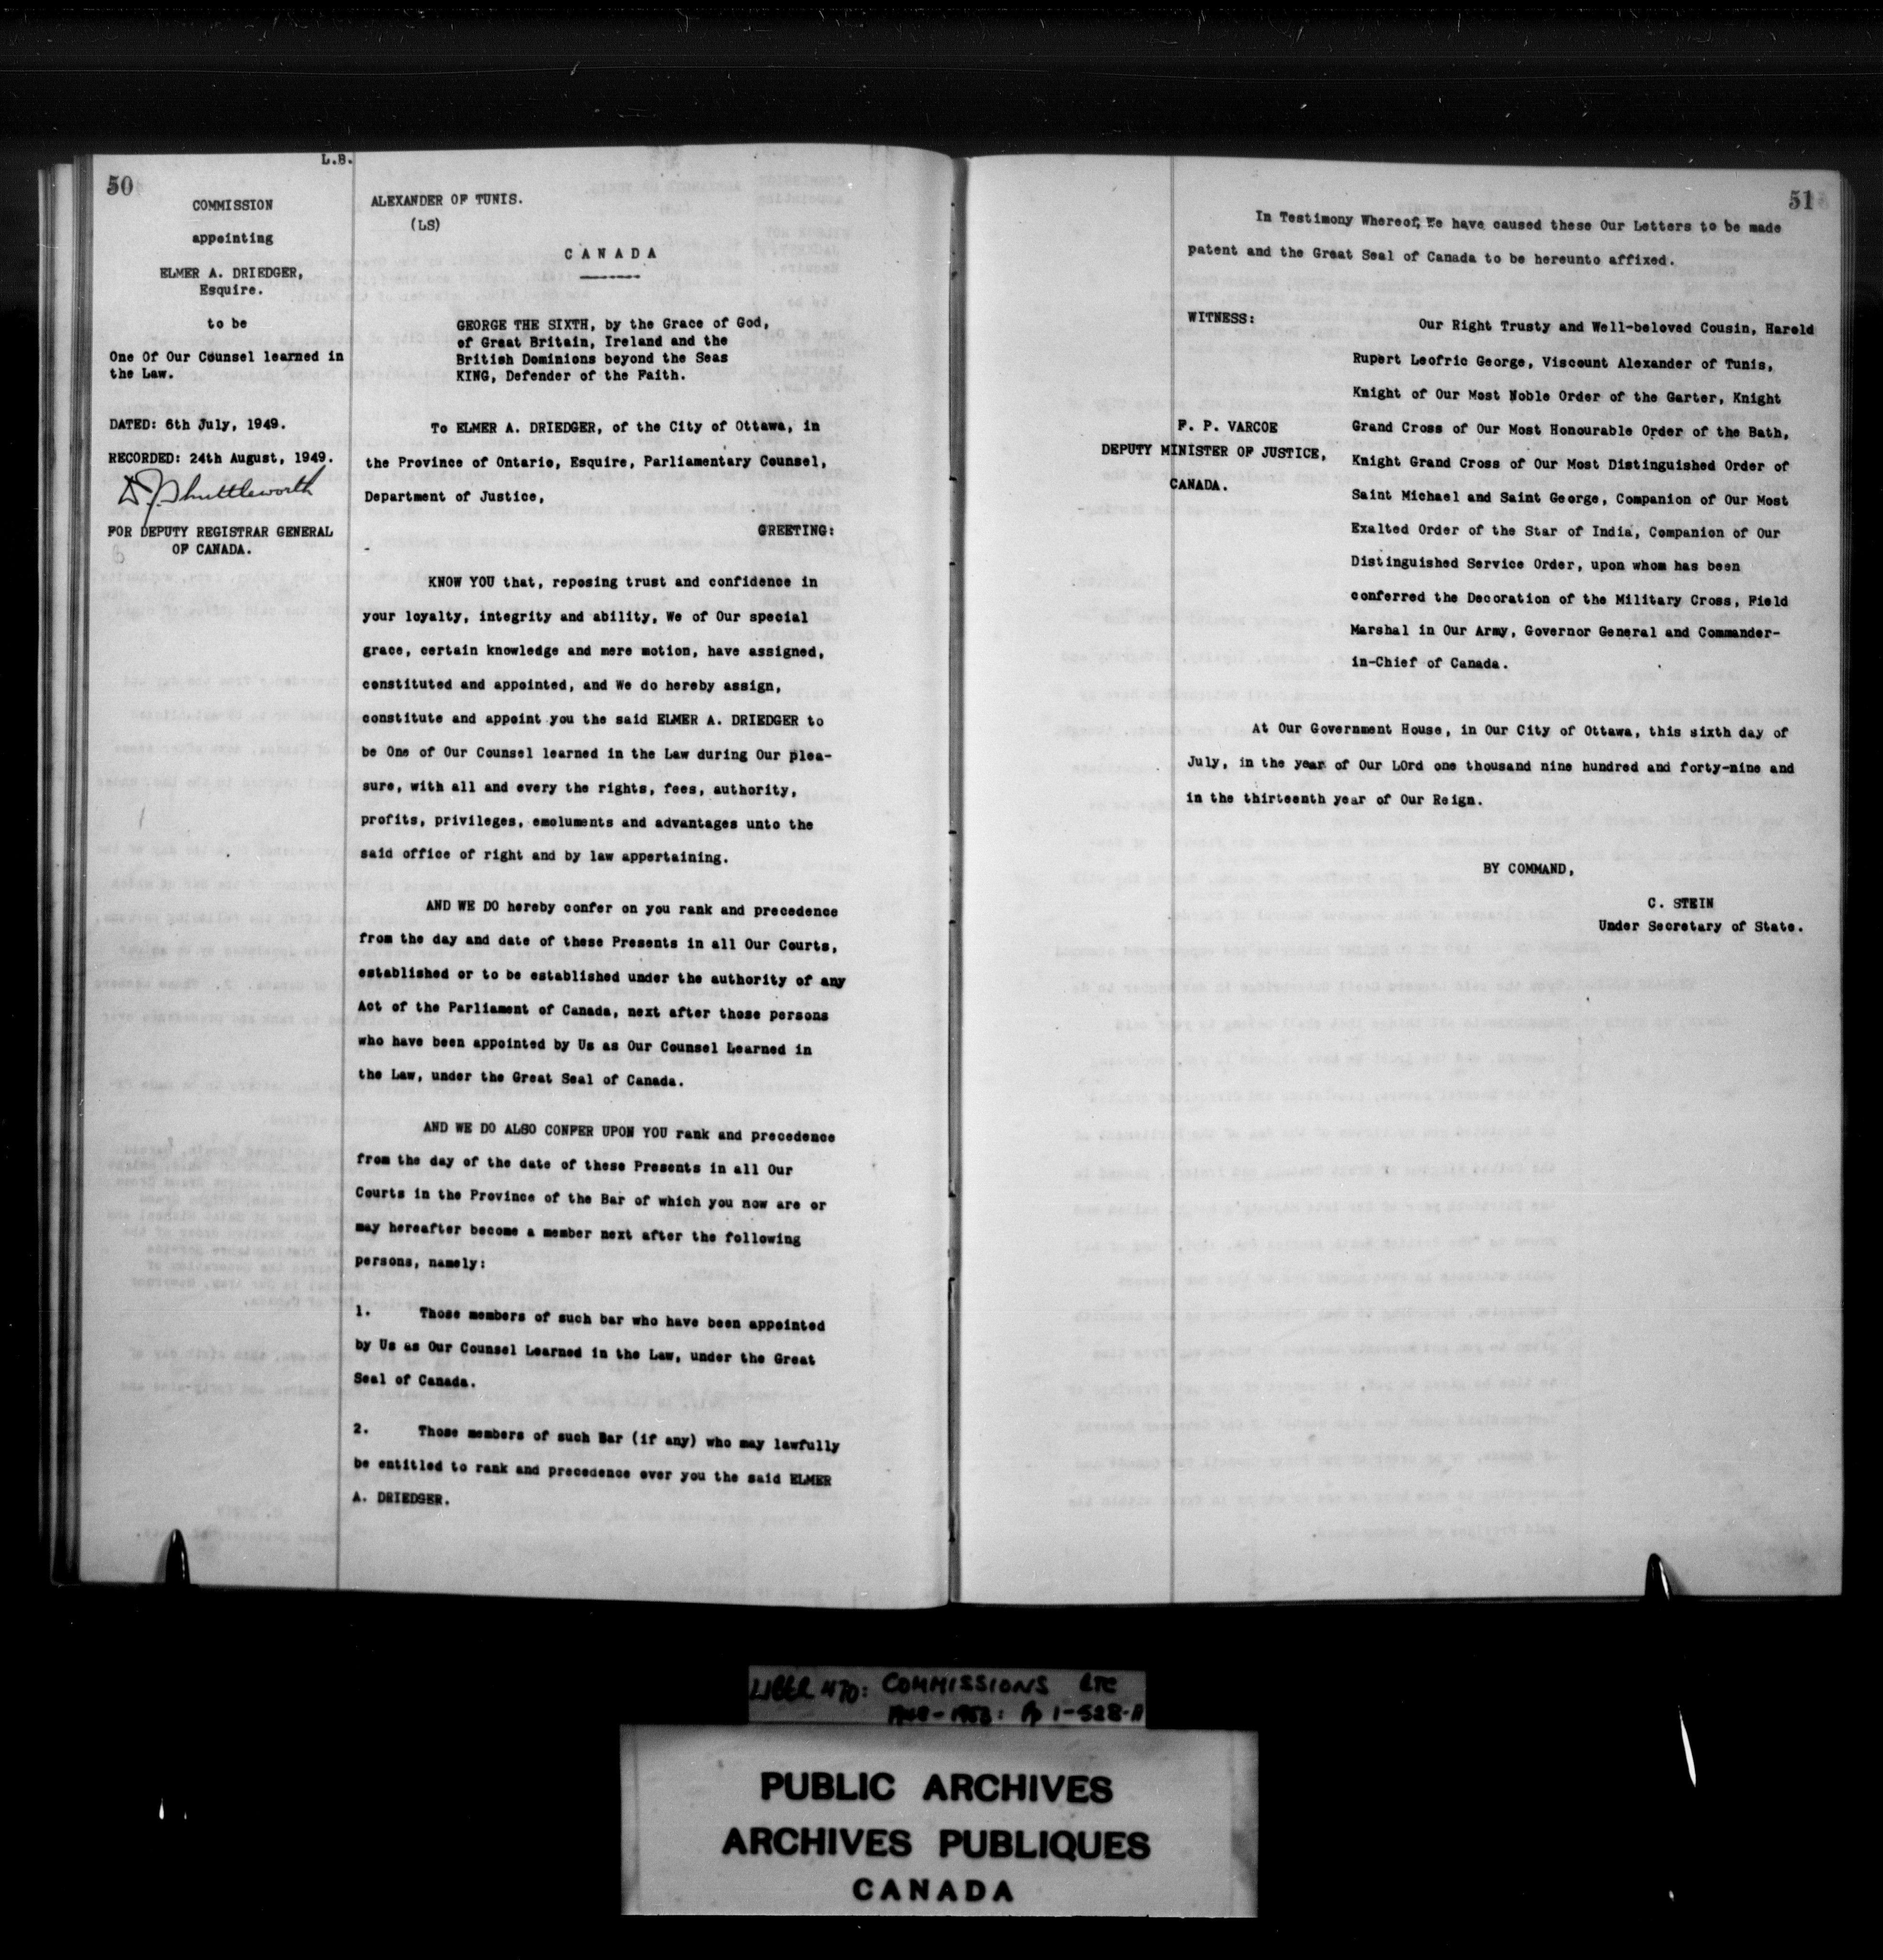 L.B.
50
COMMISSION
appointing
ELMER A. DRIEDGER,
Esquire.
to be
One Of Our Counsel learned in
the Law.
DATED: 6th July, 1949.
RECORDED: 24th August, 1949.
D.J. Shuttleworth
FOR DEPUTY REGISTRAR GENERAL
OF CANADA.
ALEXANDER OF TUNIS.
(LS)
CANADA
GEORGE THE SIXTH, by the Grace of God,
of Great Britain, Ireland and the
British Dominions beyond the Seas
KING, Defender of the Faith.
To ELMER A. DRIEDGER, of the City of Ottawa, in
the Province of Ontario, Esquire, Parliamentary Counsel,
Department of Justice,
GREETING:
KNOW YOU that, reposing trust and confidence in
your loyalty, integrity and ability, We of Our special
grace, certain knowledge and mere motion, have assigned,
constituted and appointed, and We do hereby assign,
constitute and appoint you the said ELMER A. DRIEDGER to
be One of Our Counsel learned in the Law during Our plea-
sure, with all and every the rights, fees, authority,
profits, privileges, emoluments and advantages unto the
said office of right and by law appertaining.
AND WE DO hereby confer on you rank and precedence
from the day and date of these Presents in all Our Courts,
established or to be established under the authority of any
Act of the Parliament of Canada, next after those persons
who have been appointed by Us as Our Counsel Learned in
the Law, under the Great Seal of Canada.
AND WE DO ALSO CONFER UPON YOU rank and precedence
from the day of the date of these Presents in all Our
Courts in the Province of the Bar of which you now are or
may hereafter become a member next after the following
persons, namely:
1. Those members of such bar who have been appointed
by Us as Our Counsel Learned in the Law, under the Great
Seal of Canada.
2. Those members of such Bar (if any) who may lawfully
be entitled to rank and precedence over you the said ELMER
A. DRIEDGER.
51
In Testimony Whereof, We have caused these Our Letters to be made
patent and the Great Seal of Canada to be hereunto affixed.
WITNESS:
Our Right Trusty and Well-beloved Cousin, Harold
Rupert Leofric George, Viscount Alexander of Tunis,
Knight of Our Most Noble Order of the Garter, Knight
Grand Cross of Our Most Honourable Order of the Bath,
Knight Grand Cross of Our Most Distinguished Order of
Saint Michael and Saint George, Companion of Our Most
Exalted Order of the Star of India, Companion of Our
Distinguished Service Order, upon whom has been
conferred the Decoration of the Military Cross, Field
Marshal in Our Army, Governor General and Commander-
in-Chief of Canada.
F. P. VARCOE
DEPUTY MINISTER OF JUSTICE,
CANADA.
At Our Government House, in Our City of Ottawa, this sixth day of
July, in the year of Our LOrd one thousand nine hundred and forty-nine and
in the thirteenth year of Our Reign.
BY COMMAND,
C. STEIN
Under Secretary of State.
LIBER 470: COMMISSIONS ETC
Pp 1-528-A
PUBLIC ARCHIVES
ARCHIVES PUBLIQUES
CANADA